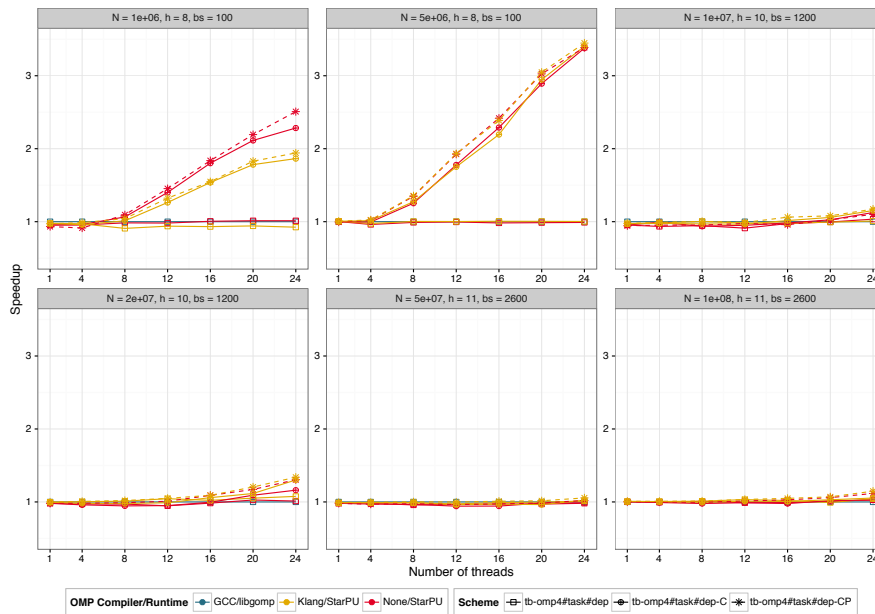 N = 1e+06, h = 8, bs = 100
N = 5e+06, h = 8, bs = 100
N = 1e+07, h = 10, bs = 1200
3
2
1
1 4 8 12 16 20 24
1 4 8 12 16 20 24
1 4 8 12 16 20 24
Speedup
N = 2e+07, h = 10, bs = 1200
N = 5e+07, h = 11, bs = 2600
N = 1e+08, h = 11, bs = 2600
3
2
1
1 4 8 12 16 20 24
1 4 8 12 16 20 24
1 4 8 12 16 20 24
Number of threads
OMP Compiler/Runtime GCC/libgomp Klang/StarPU None/StarPU
Scheme tb-omp4#task#dep tb-omp4#task#dep-C tb-omp4#task#dep-CP